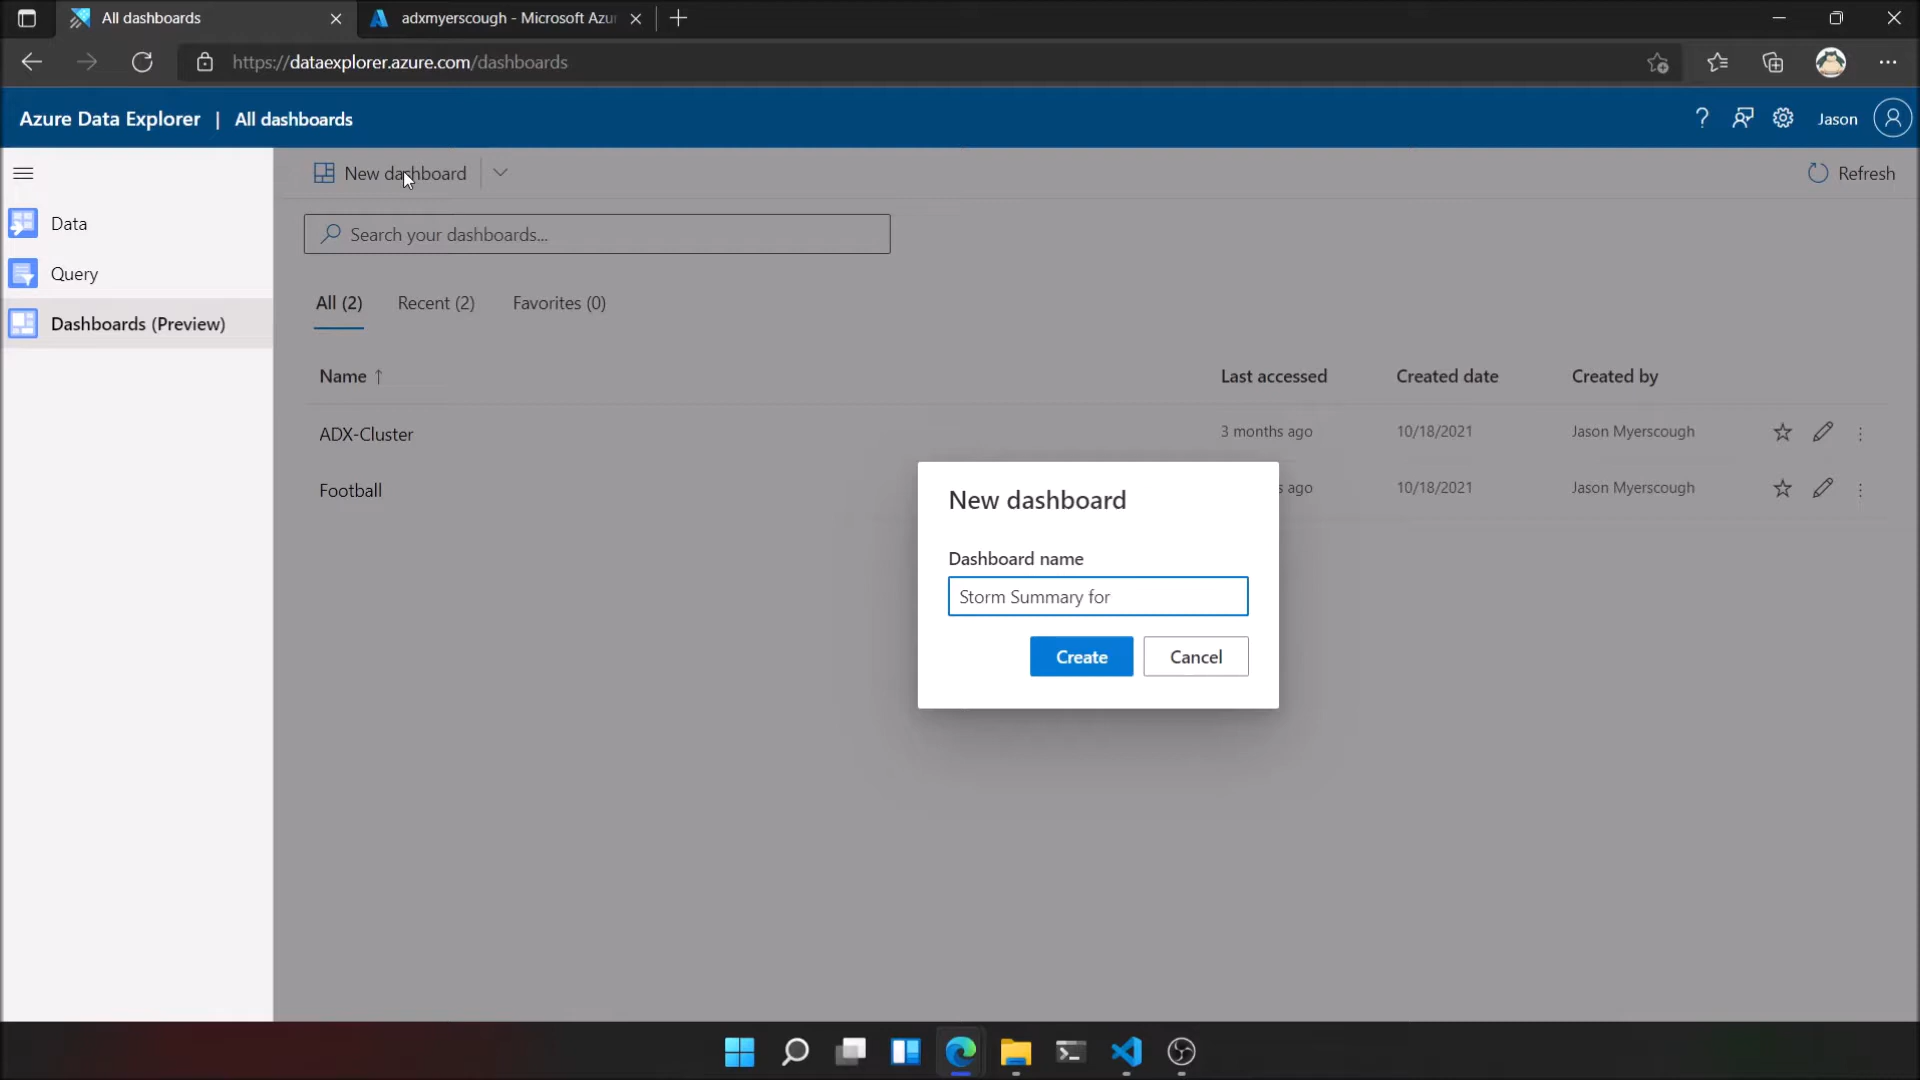 All dashboards
adxmyerscough - Microsoft Azu
https://dataexplorer.azure.com/dashboards
Azure Data Explorer | All dashboards
? Jason
New dashboard
Refresh
Data
Search your dashboards...
Query
All (2) Recent (2) Favorites (0)
Dashboards (Preview)
Name ↑ Last accessed Created date Created by
ADX-Cluster 3 months ago 10/18/2021 Jason Myerscough
Football s ago 10/18/2021 Jason Myerscough
New dashboard
Dashboard name
Storm Summary for
Create Cancel